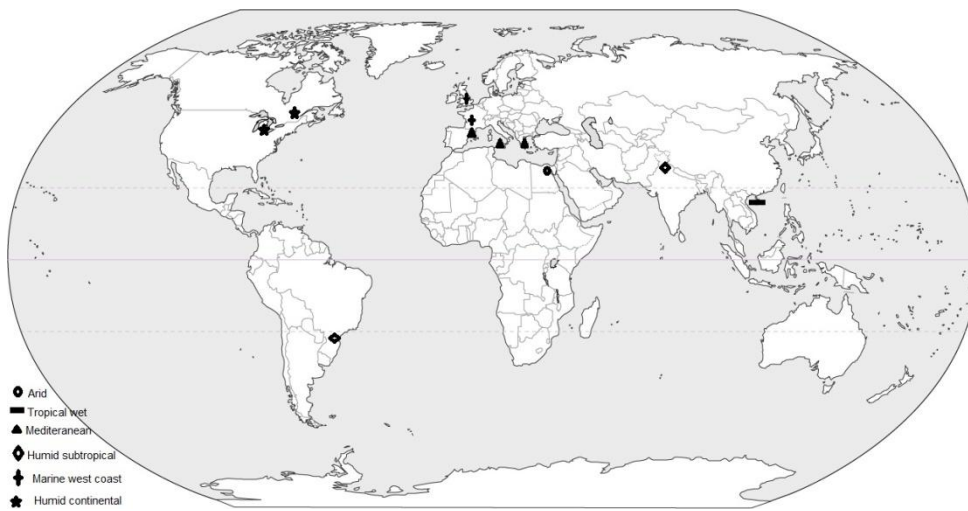 Arid
Tropical wet
Mediteranean
Humid subtropical
Marine west coast
Humid continental